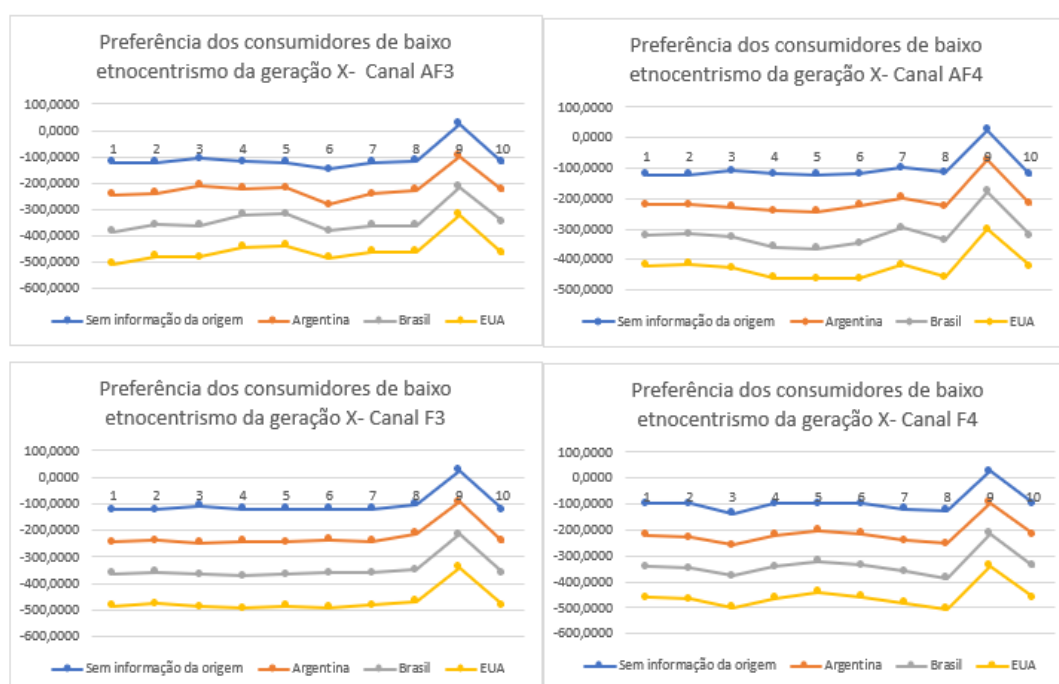 Preferência dos consumidores de baixo
etnocentrismo da geração X-  Canal AF3
100,0000
0,0000
-100,0000
-200,0000
-300,0000
-400,0000
-500,0000
-600,0000
1 2 3 4 5 6 7 8 9 10
Sem informação da origem Argentina Brasil EUA
Preferência dos consumidores de baixo
etnocentrismo da geração X- Canal AF4
100,0000
0,0000
-100,0000
-200,0000
-300,0000
-400,0000
-500,0000
1 2 3 4 5 6 7 8 9 10
Sem informação da origem Argentina Brasil EUA
Preferência dos consumidores de baixo
etnocentrismo da geração X- Canal F3
100,0000
0,0000
-100,0000
-200,0000
-300,0000
-400,0000
-500,0000
-600,0000
1 2 3 4 5 6 7 8 9 10
Sem informação da origem Argentina Brasil EUA
Preferência dos consumidores de baixo
etnocentrismo da geração X- Canal F4
100,0000
0,0000
-100,0000
-200,0000
-300,0000
-400,0000
-500,0000
-600,0000
1 2 3 4 5 6 7 8 9 10
Sem informação da origem Argentina Brasil EUA